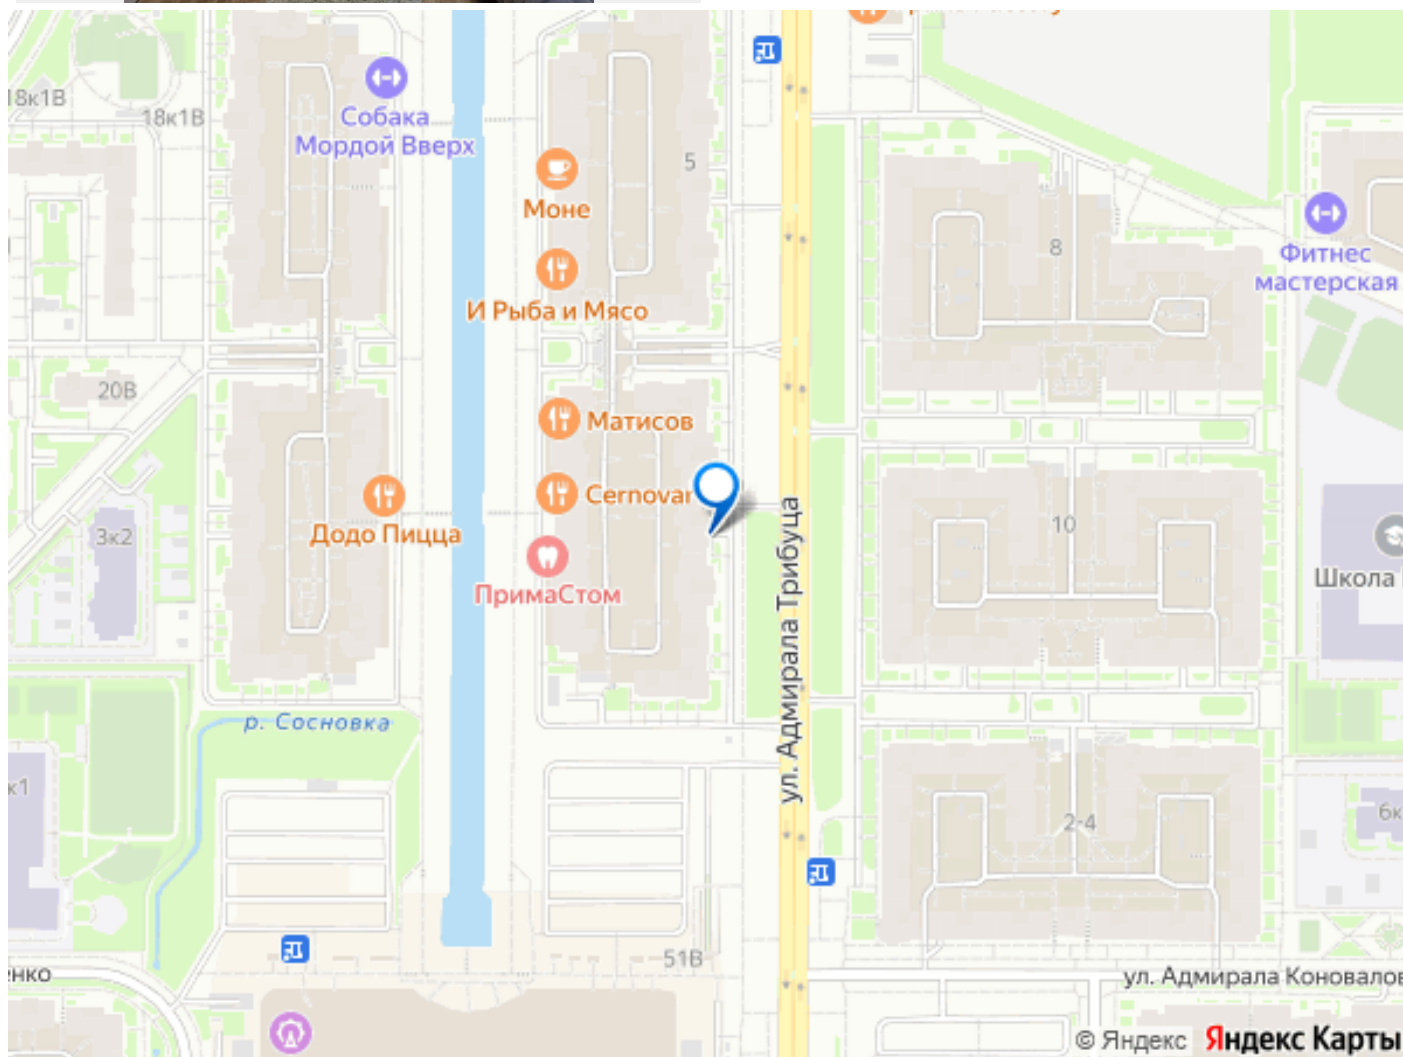 18к1В
18к1В
Собака
Мордой Вверх
5
Моне
И Рыба и Мясо
8
Фитнес
мастерская
20В
Матисов
Cernovar
3к2
Додо Пицца
ПримаСтом
10
Школа
ул. Адмирала Трибуца
р. Сосновка
к1
2-4
6к
51В
енко
ул. Адмирала Коновалов
© Яндекс Яндекс Карты